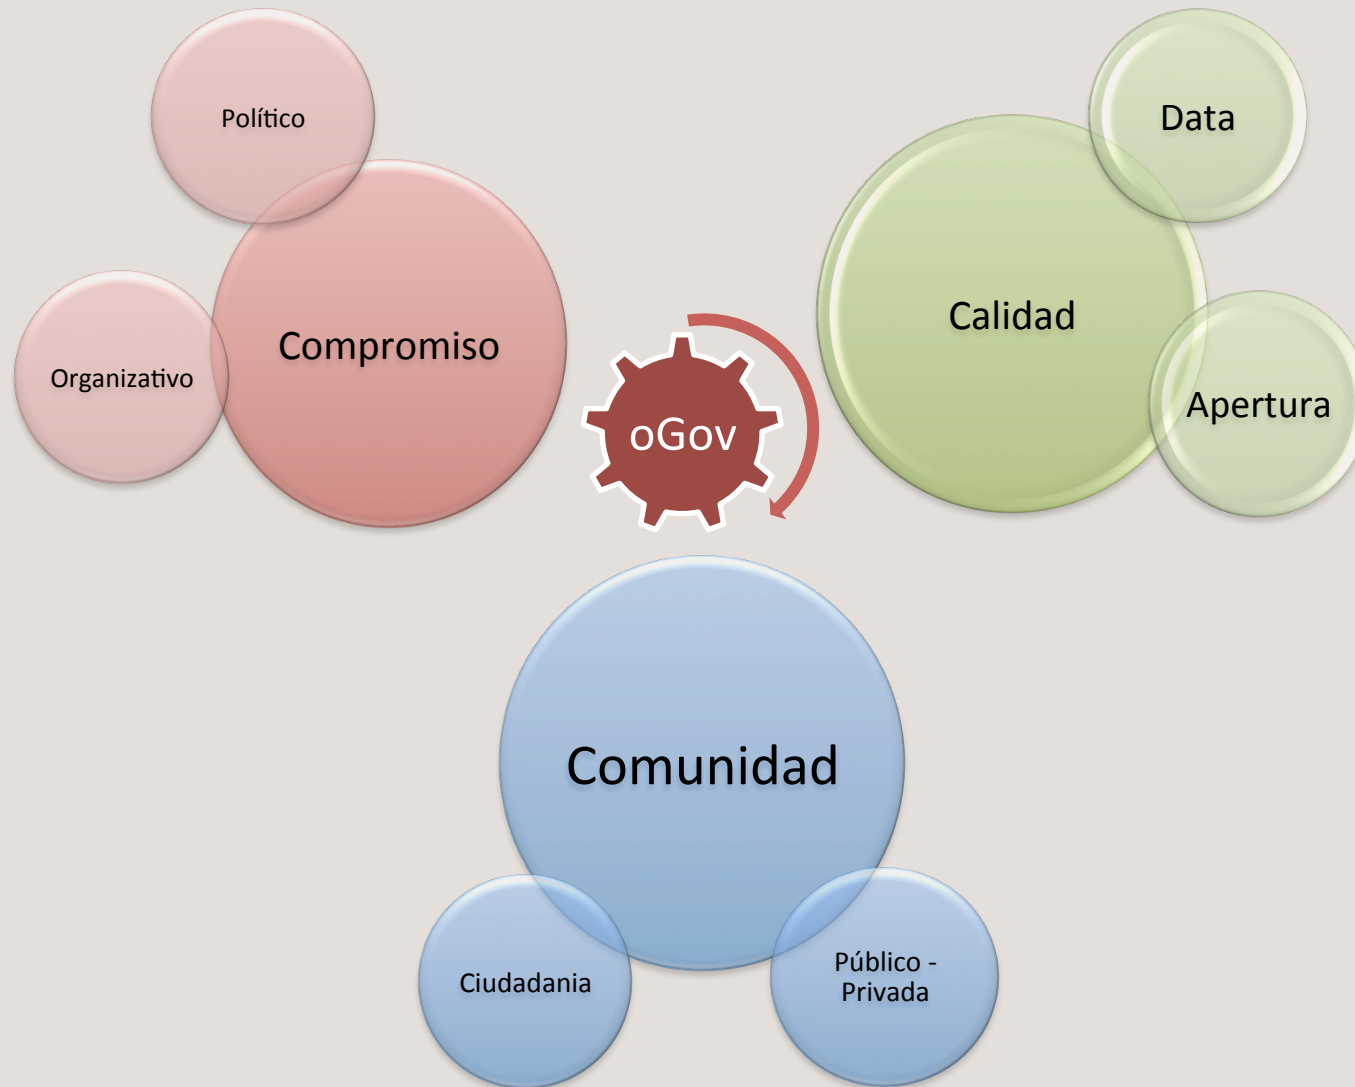 Político
Compromiso
Organizativo
Data
Calidad
Apertura
oGov
Comunidad
Ciudadania
Público -
Privada